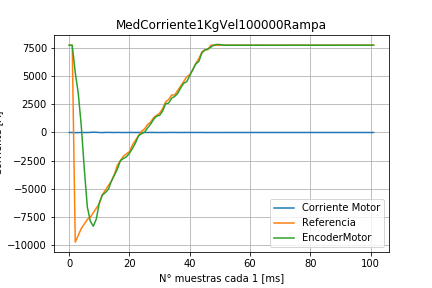 MedCorriente1KgVel100000Rampa
7500
5000
2500
0
−2500
−5000
−7500
−10000
0
20
40
60
80
100
N° muestras cada 1 [ms]
Corriente Motor
Referencia
EncoderMotor